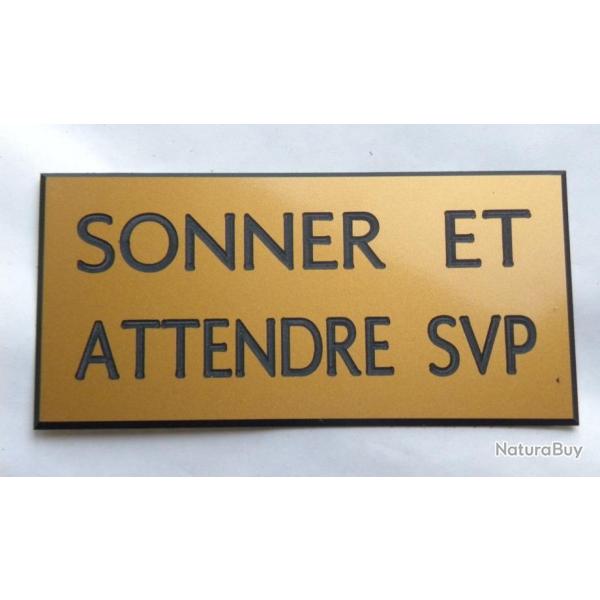 SONNER ET
ATTENDRE SVP
NaturaBuy